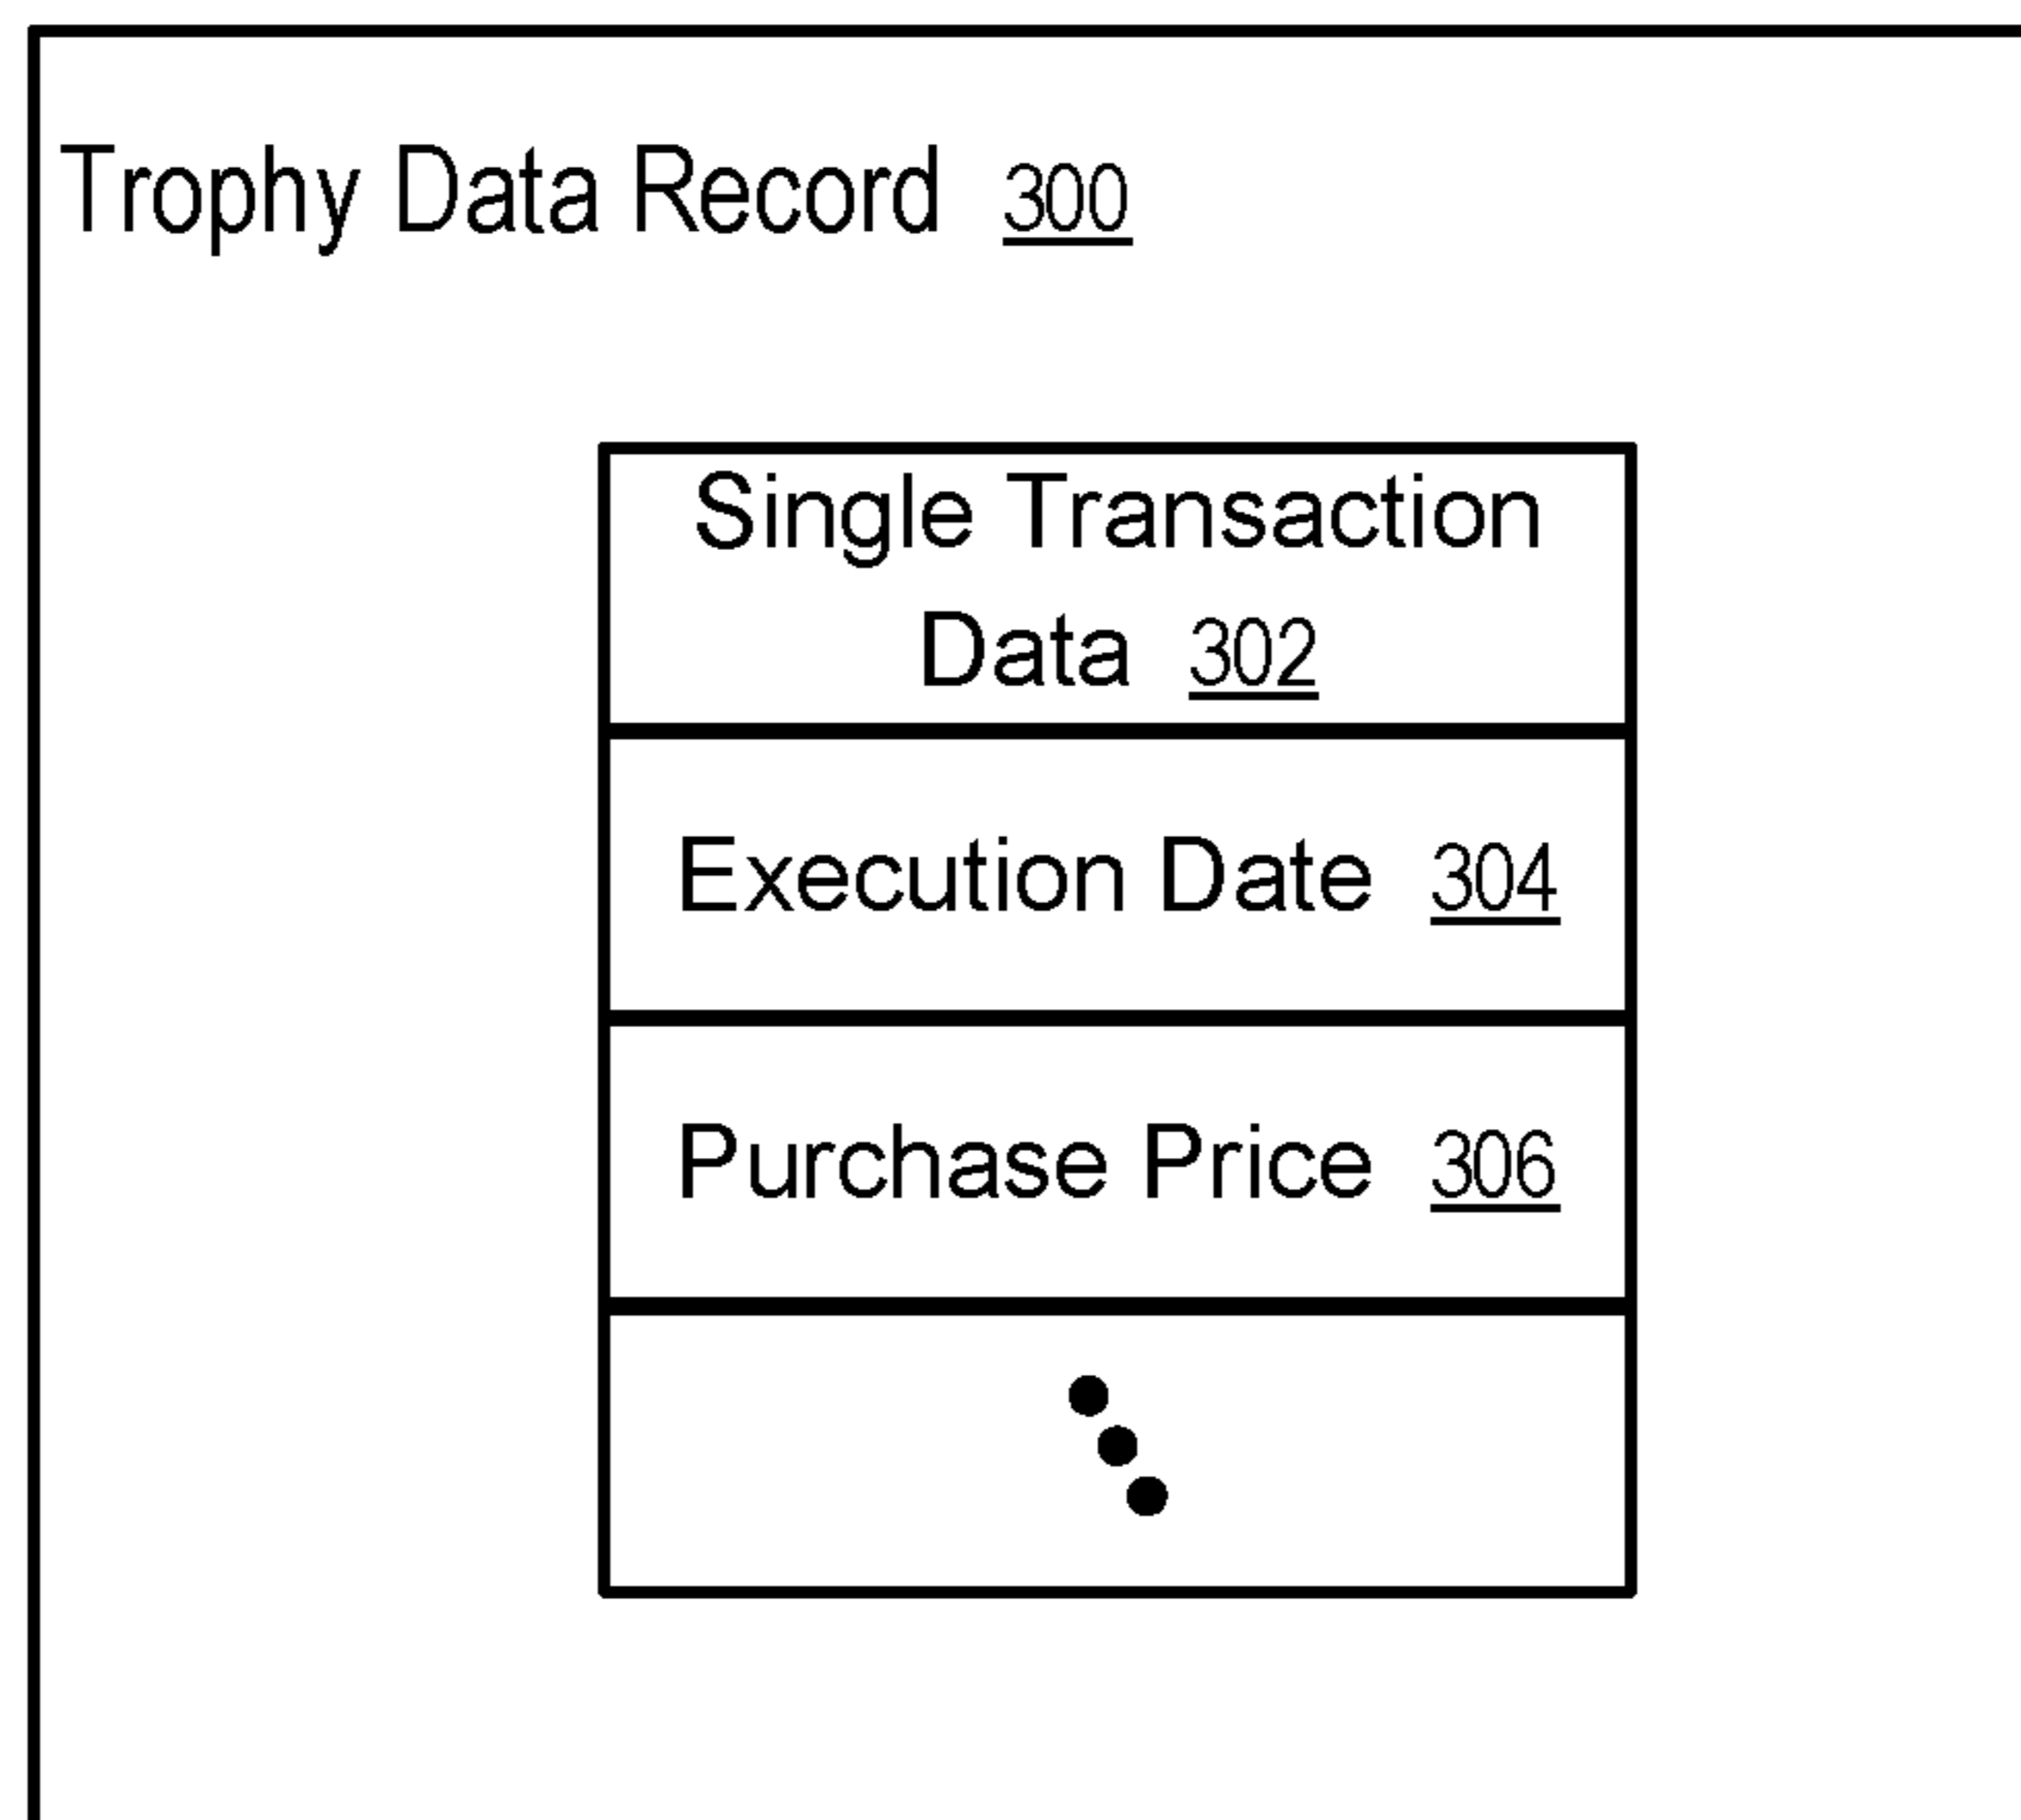 Trophy Data Record 300
Single Transaction
Data 302
Execution Date 304
Purchase Price 306